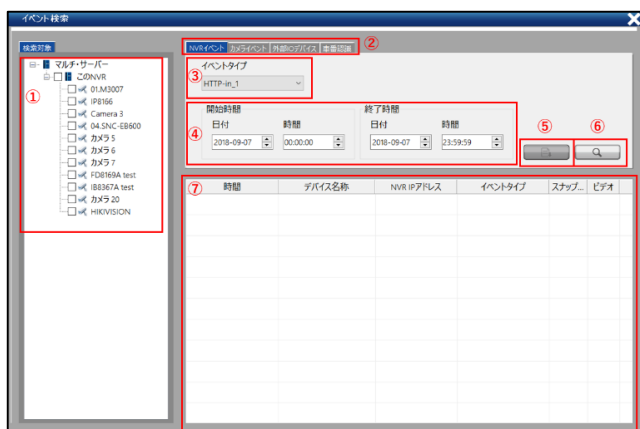 イベント検索
検索対象
①
マルチ・サーバー
このNVR
01.M3007
IP8166
Camera 3
04.SNC-EB600
カメラ 5
カメラ 6
カメラ 7
FD8169A test
IB8367A test
カメラ 20
HIKIVISION
NVRイベント カメライベント 外部IOデバイス 車番認識 ②
イベントタイプ
③
HTTP-in_1
④
開始時間 終了時間
日付 時間 日付 時間
2018-09-07 00:00:00 2018-09-07 23:59:59
⑤ ⑥
⑦ 時間 デバイス名称 NVR IPアドレス イベントタイプ スナップ... ビデオ